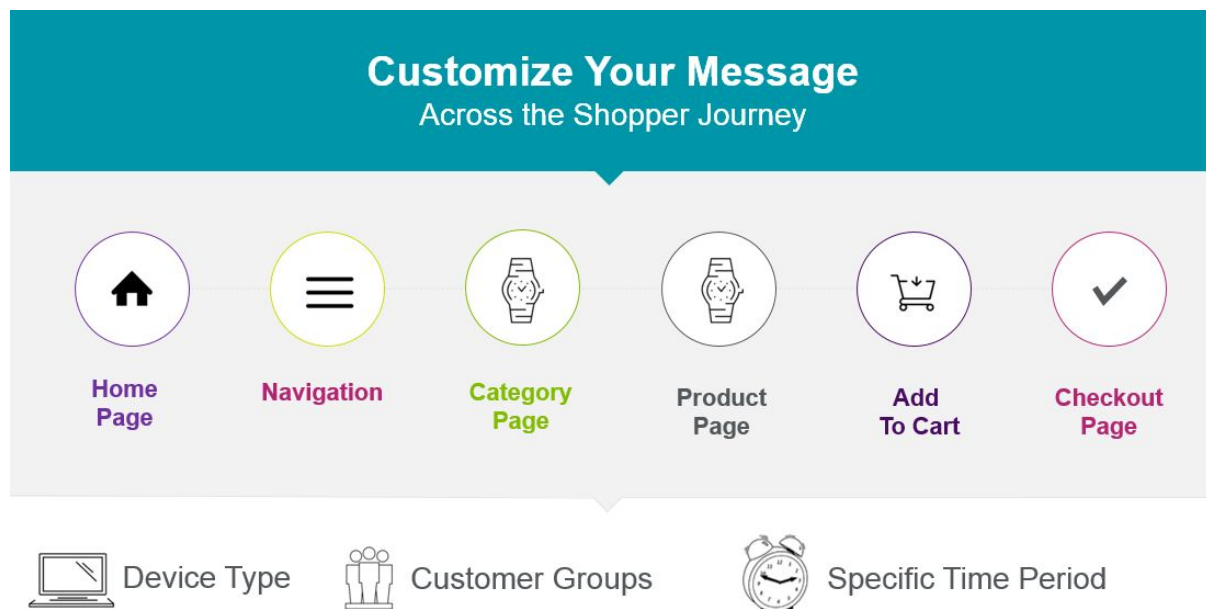 Customize Your Message
Across the Shopper Journey
Home
Page
Navigation
Category
Page
Product
Page
Add
To Cart
Checkout
Page
Device Type
Customer Groups
Specific Time Period